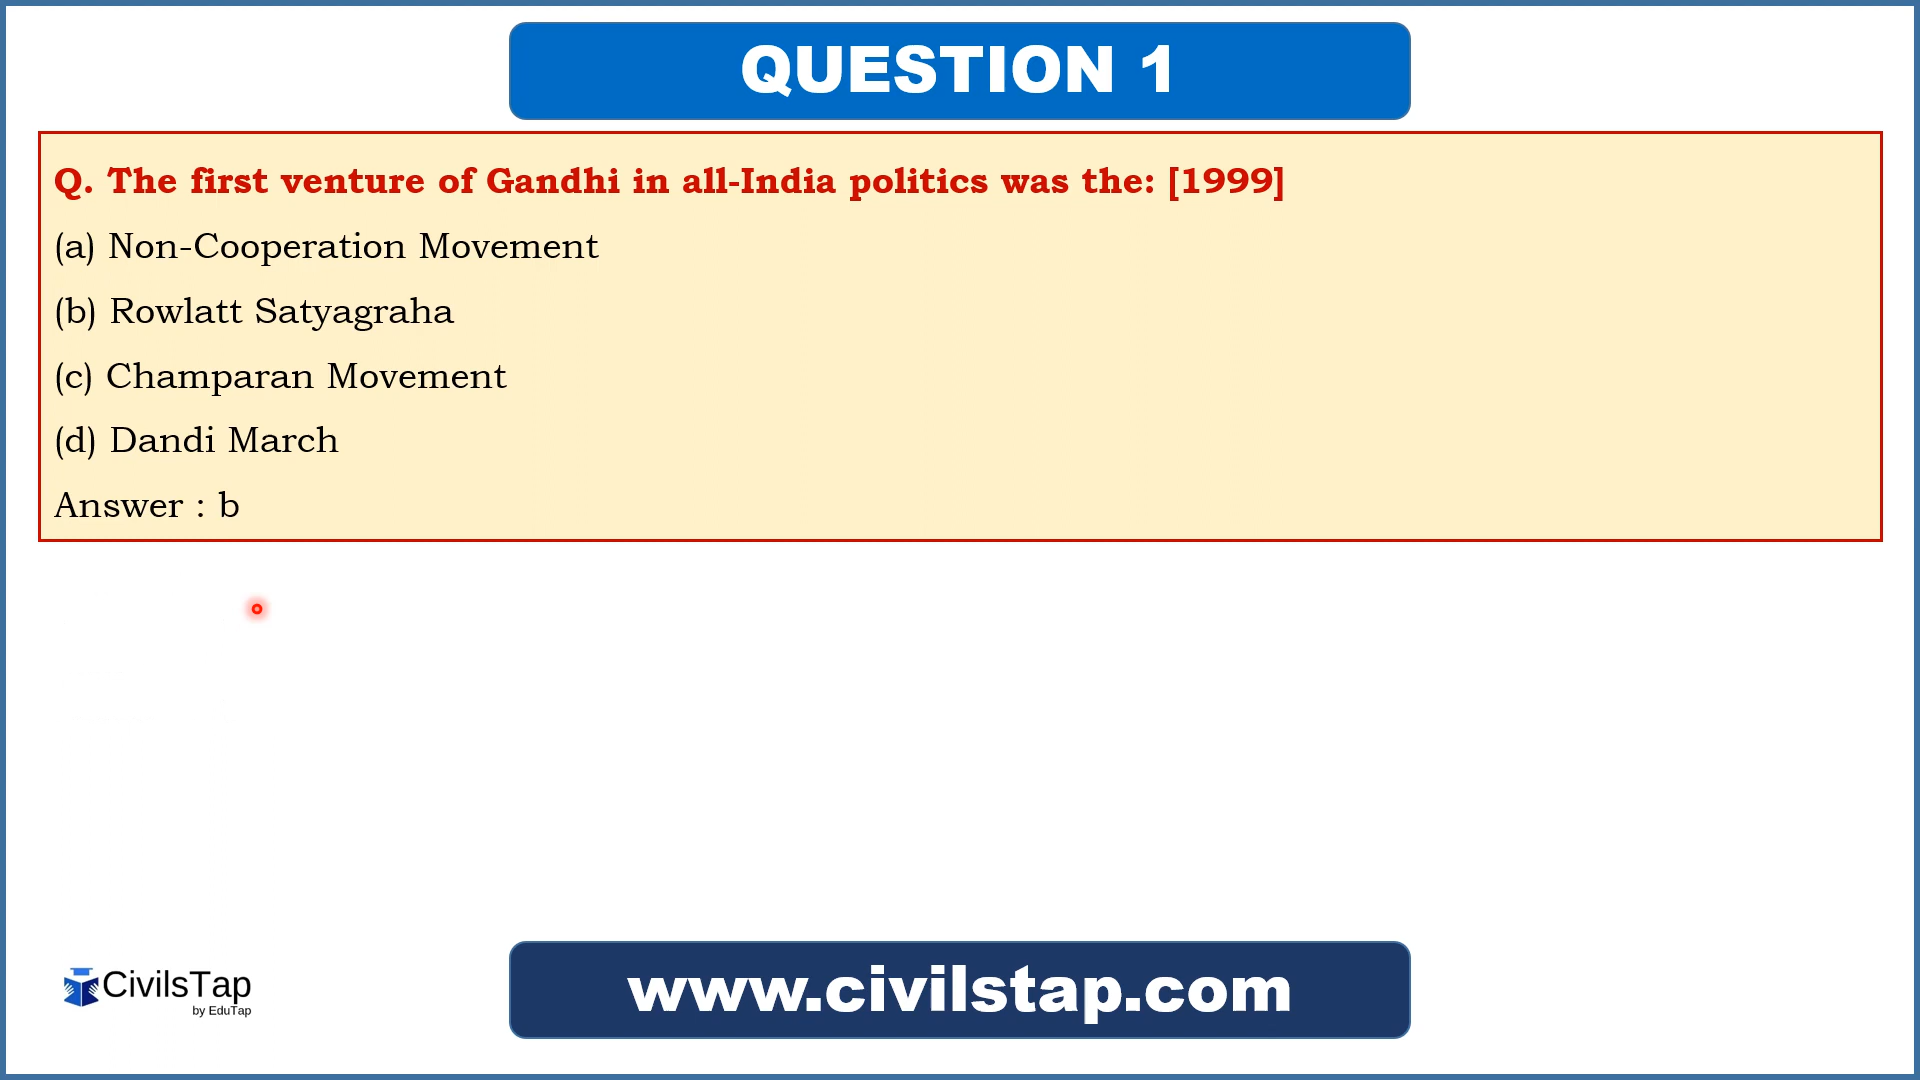 QUESTION 1
Q. The first venture of Gandhi in all-India politics was the: [1999]
(a) Non-Cooperation Movement
(b) Rowlatt Satyagraha
(c) Champaran Movement
(d) Dandi March
Answer : b
CivilsTap
by EduTap
www.civilstap.com